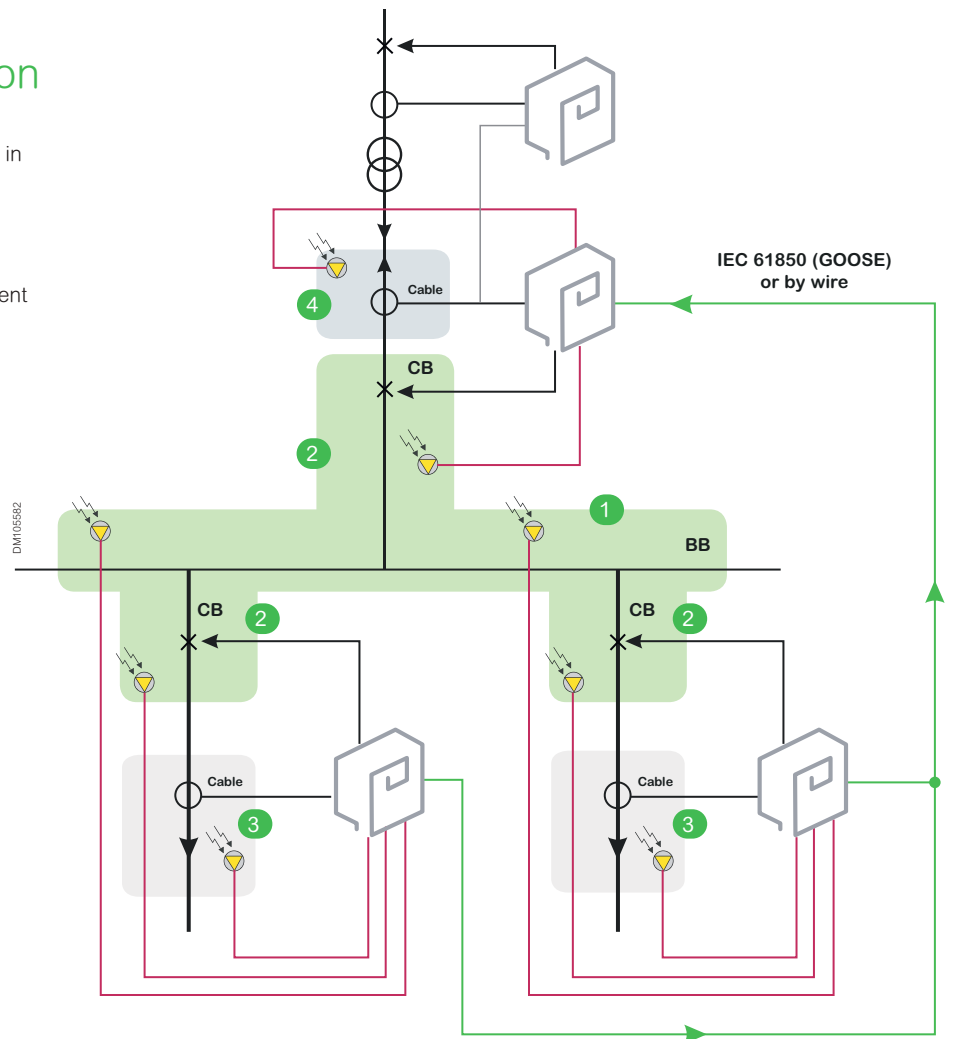 on
in
ent
IEC 61850 (GOOSE)
or by wire
Cable
4
CB
2
1
BB
DM105582
CB
2
CB
2
Cable
3
Cable
3